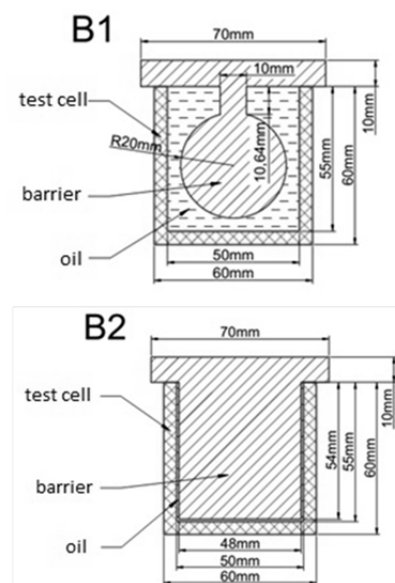 B1
70mm
10mm
10mm
test cell
R20mm
10,64mm
55mm
60mm
barrier
oil
50mm
60mm
B2
70mm
10mm
test cell
54mm
55mm
60mm
barrier
oil
48mm
50mm
60mm